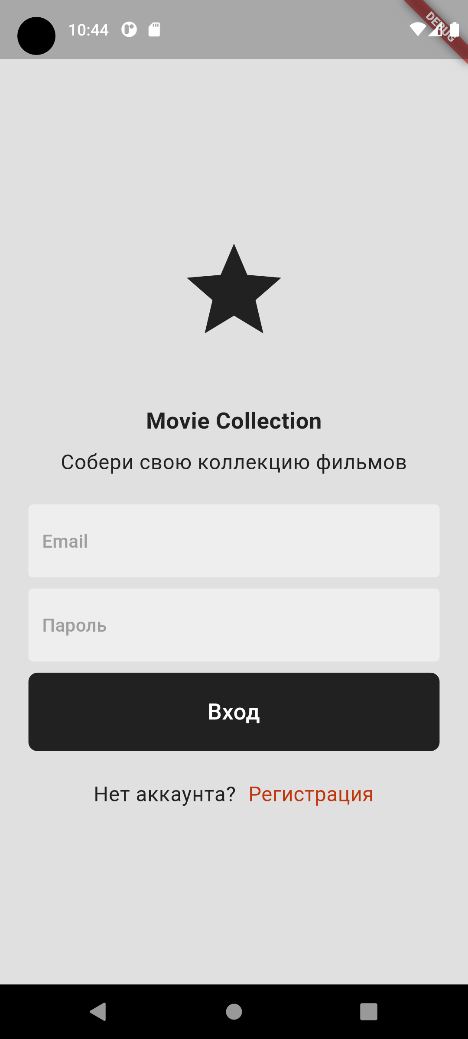 10:44
DEBUG
Movie Collection
Собери свою коллекцию фильмов
Email
Пароль
Вход
Нет аккаунта? Регистрация